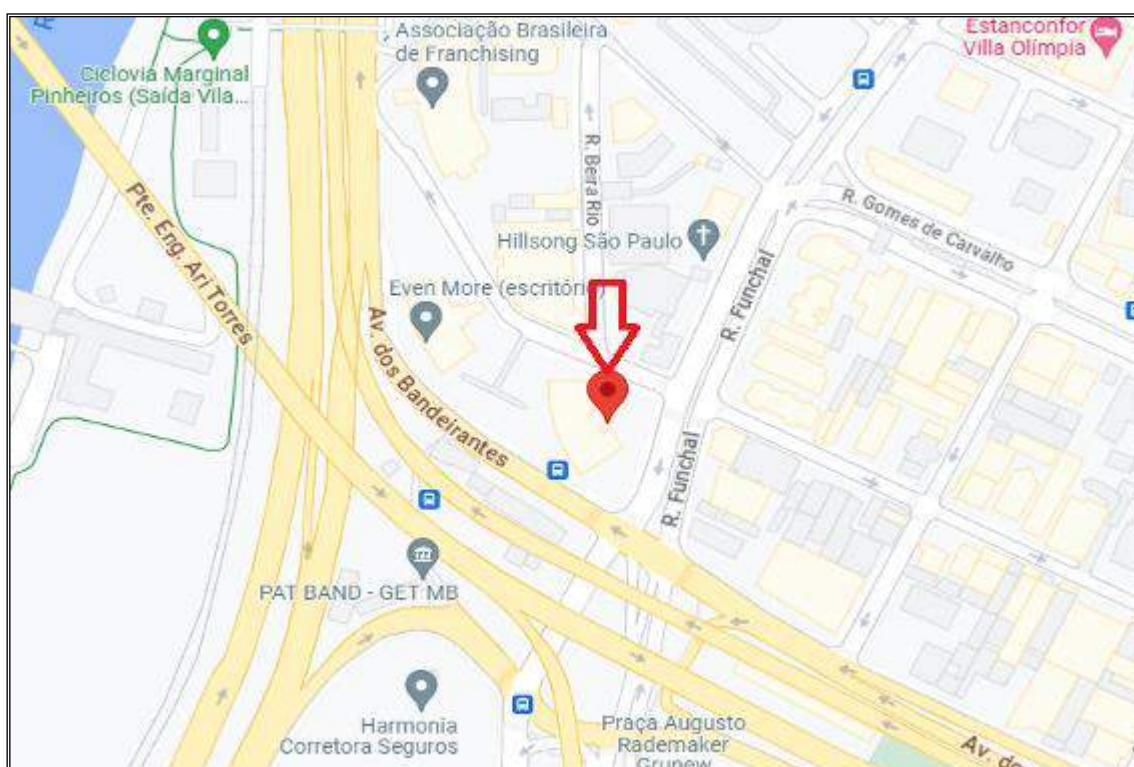 Associação Brasileira
de Franchising
Estanconfor
Villa Olímpia
Ciclovia Marginal
Pinheiros (Saída Vila...
R. Beira Rio
R. Gomes de Carvalho
Pte. Eng. Ari Torres
Hillsong São Paulo
R. Funchal
Even More (escritório)
Av. dos Bandeirantes
R. Funchal
PAT BAND - GET MB
Harmonia
Corretora Seguros
Praça Augusto
Rademaker
Grunew